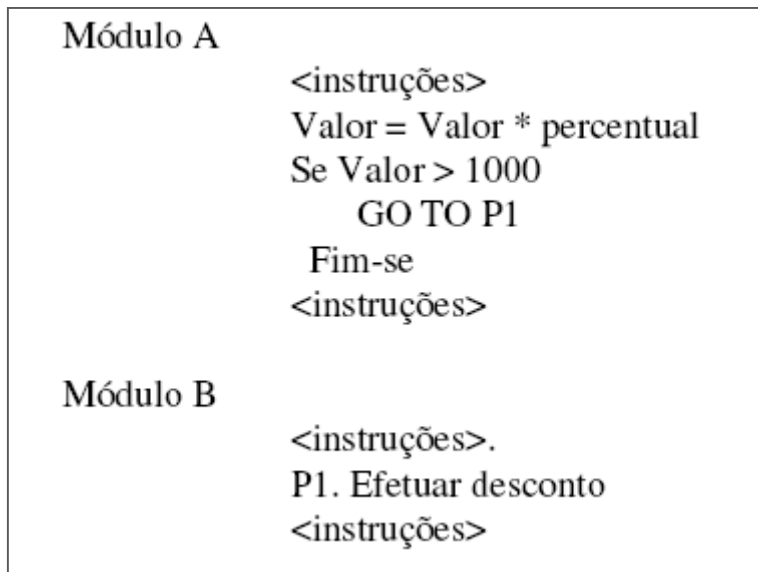 Módulo A
<instruções>
Valor = Valor * percentual
Se Valor > 1000
GO TO P1
Fim-se
<instruções>
Módulo B
<instruções>.
P1. Efetuar desconto
<instruções>